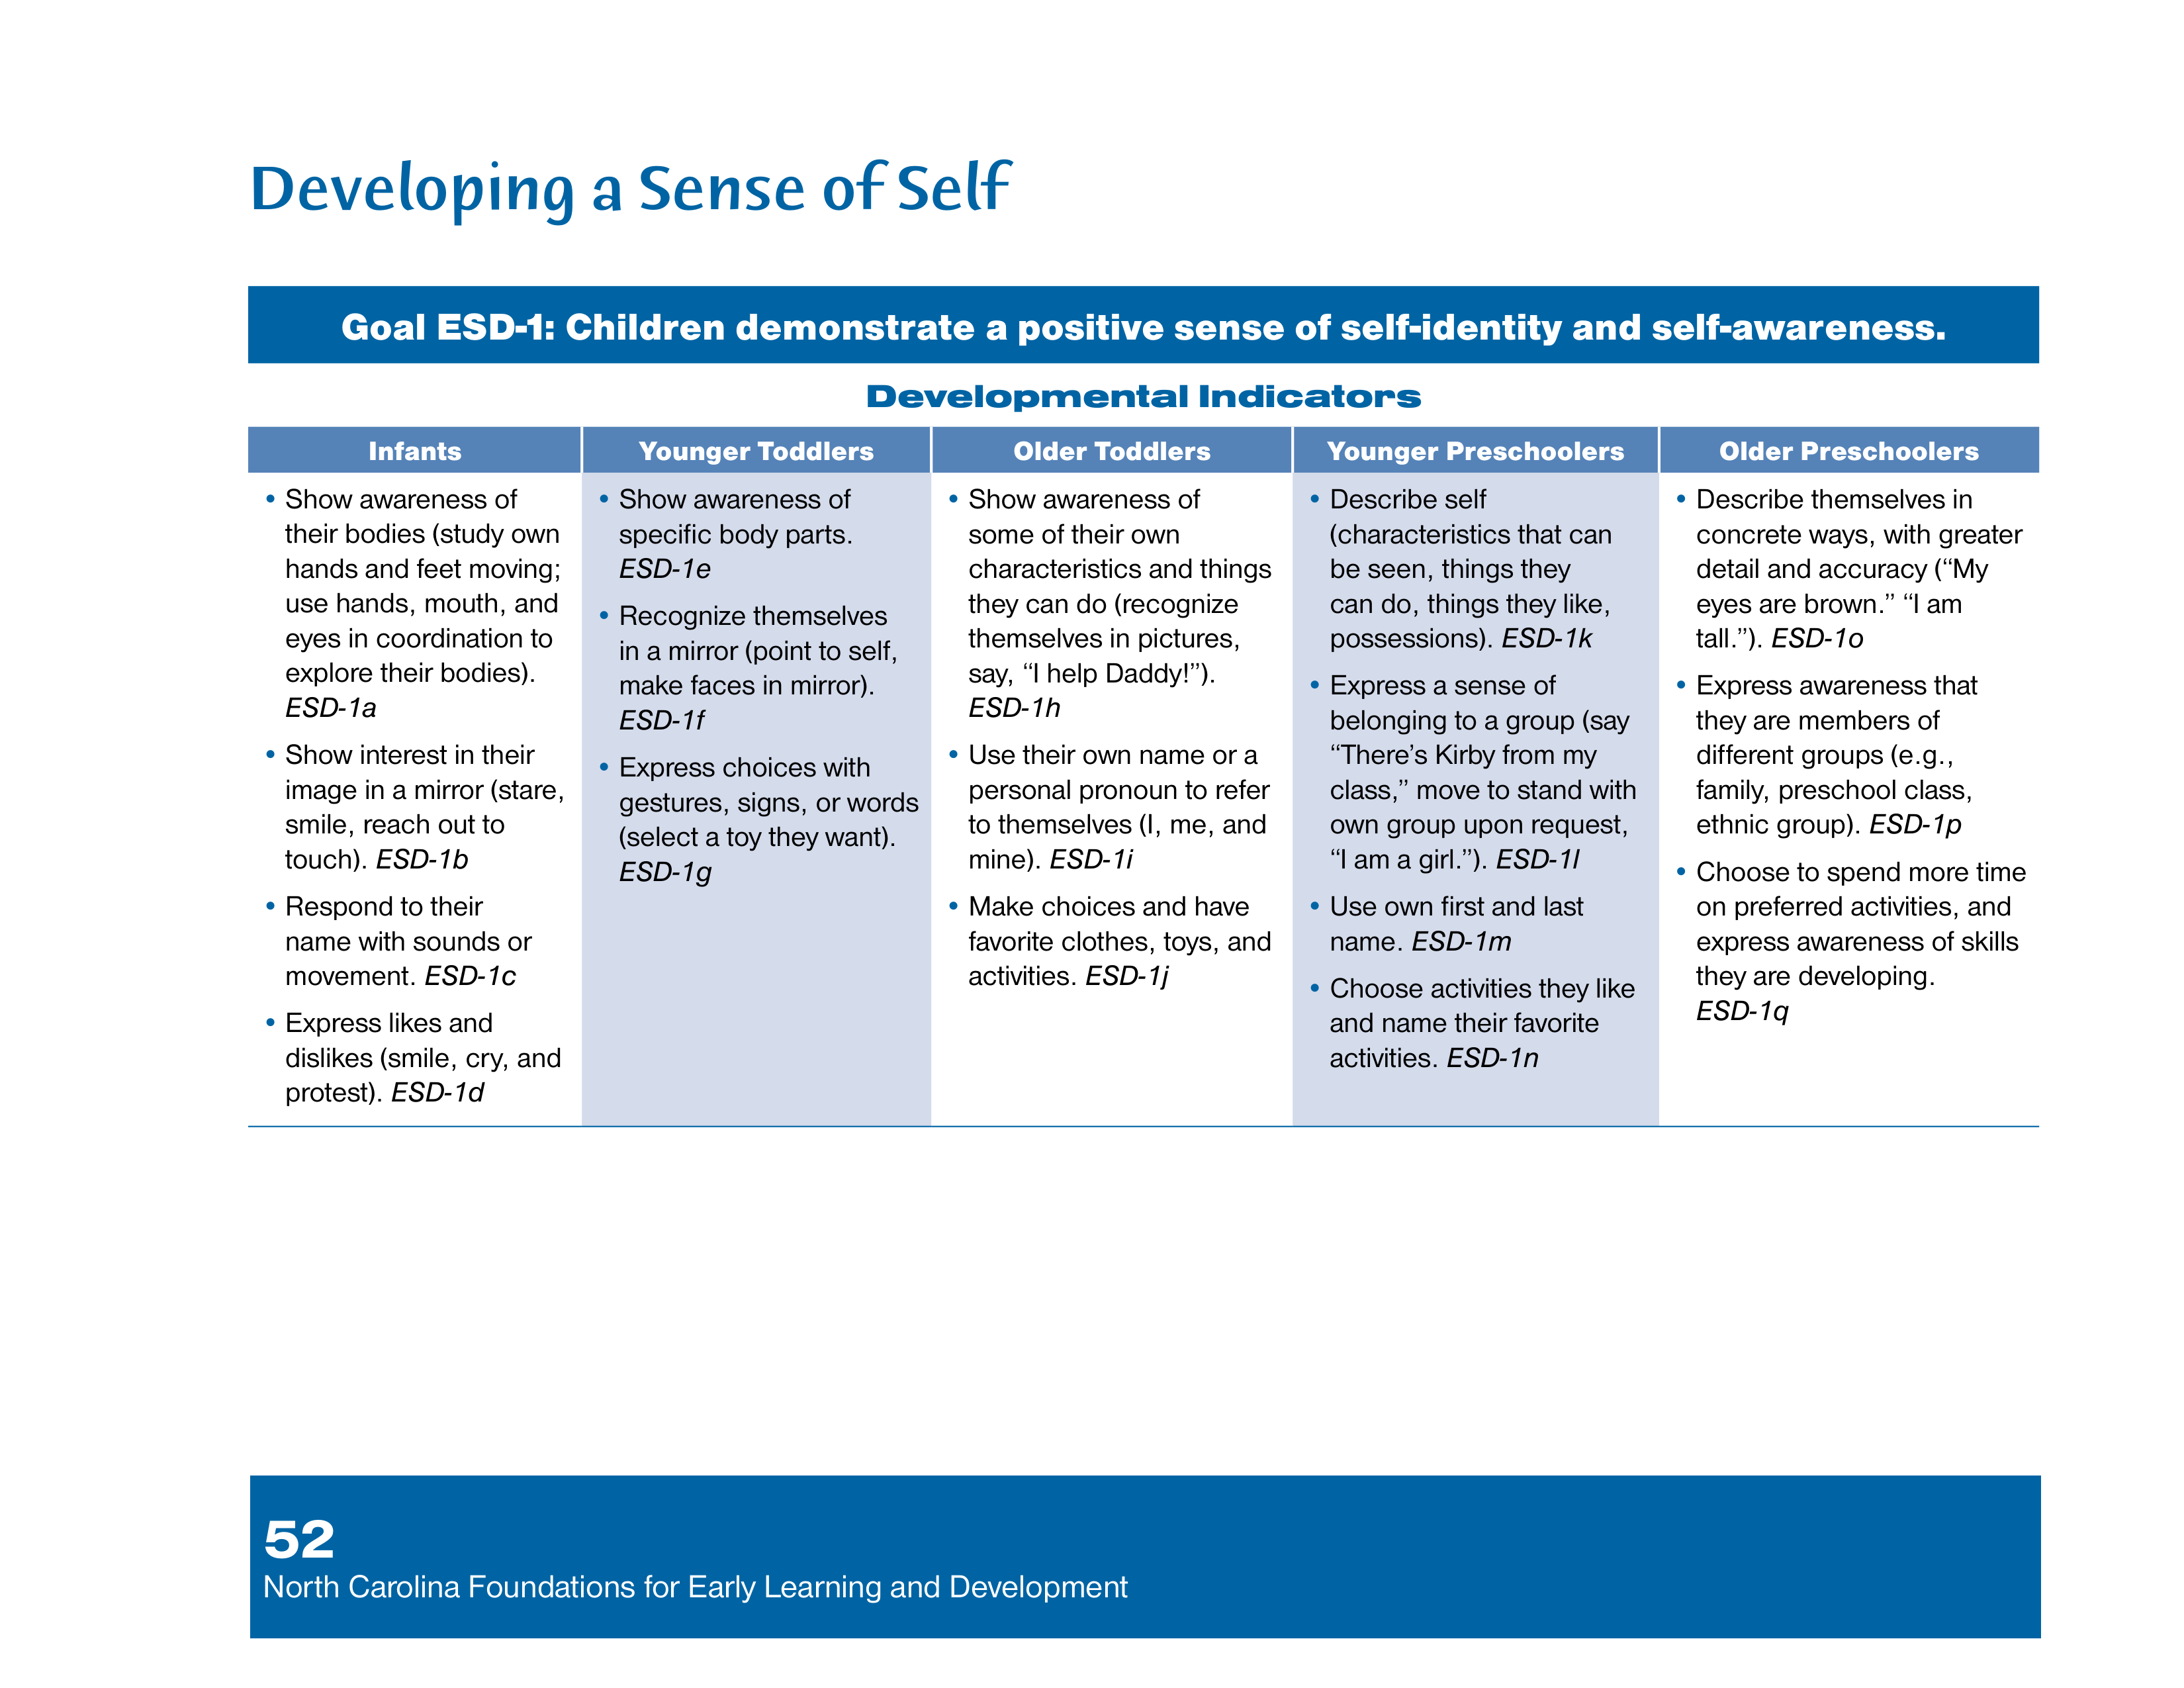 Developing a Sense of Self
Goal ESD-1: Children demonstrate a positive sense of self-identity and self-awareness.
Developmental Indicators
Infants
• Show awareness of
their bodies (study own
hands and feet moving;
use hands, mouth, and
eyes in coordination to
explore their bodies).
ESD-1a
• Show interest in their
image in a mirror (stare,
smile, reach out to
touch). ESD-1b
• Respond to their
name with sounds or
movement. ESD-1c
• Express likes and
dislikes (smile, cry, and
protest). ESD-1d
Younger Toddlers
• Show awareness of
specific body parts.
ESD-1e
• Recognize themselves
in a mirror (point to self,
make faces in mirror).
ESD-1f
• Express choices with
gestures, signs, or words
(select a toy they want).
ESD-1g
Older Toddlers
• Show awareness of
some of their own
characteristics and things
they can do (recognize
themselves in pictures,
say, “I help Daddy!”).
ESD-1h
• Use their own name or a
personal pronoun to refer
to themselves (I, me, and
mine). ESD-1i
• Make choices and have
favorite clothes, toys, and
activities. ESD-1j
Younger Preschoolers
• Describe self
(characteristics that can
be seen, things they
can do, things they like,
possessions). ESD-1k
• Express a sense of
belonging to a group (say
“There’s Kirby from my
class,” move to stand with
own group upon request,
“I am a girl.”). ESD-1l
• Use own first and last
name. ESD-1m
• Choose activities they like
and name their favorite
activities. ESD-1n
Older Preschoolers
• Describe themselves in
concrete ways, with greater
detail and accuracy (“My
eyes are brown.” “I am
tall.”). ESD-1o
• Express awareness that
they are members of
different groups (e.g.,
family, preschool class,
ethnic group). ESD-1p
• Choose to spend more time
on preferred activities, and
express awareness of skills
they are developing.
ESD-1q
52
North Carolina Foundations for Early Learning and Development